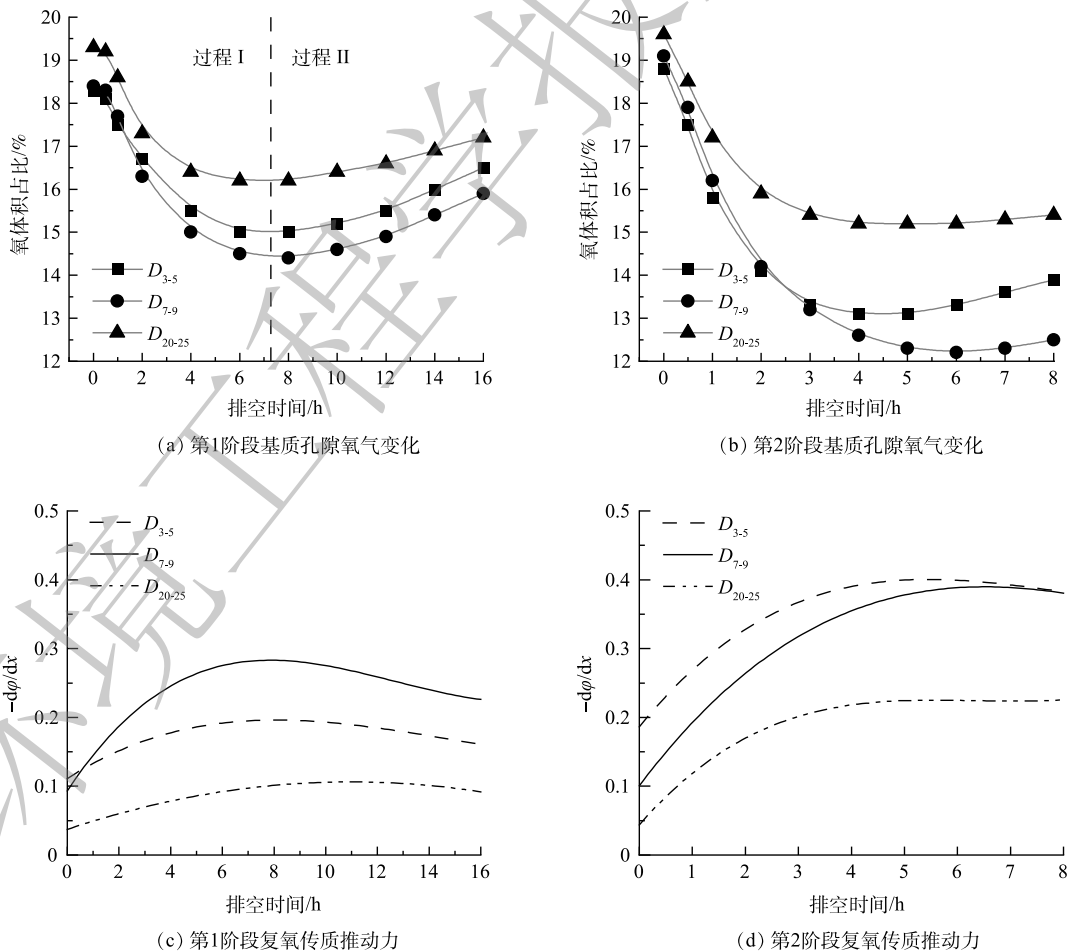 20
19
18
17
16
15
14
13
12
氧体积占比/%
过程 I
过程 II
D3-5
D7-9
D20-25
0 2 4 6 8 10 12 14 16
排空时间/h
(a) 第1阶段基质孔隙氧气变化
20
19
18
17
16
15
14
13
12
氧体积占比/%
D3-5
D7-9
D20-25
0 1 2 3 4 5 6 7 8
排空时间/h
(b) 第2阶段基质孔隙氧气变化
0.5
0.4
0.3
0.2
0.1
0
-dφ/dx
D3-5
D7-9
D20-25
0 2 4 6 8 10 12 14 16
排空时间/h
(c) 第1阶段复氧传质推动力
0.5
0.4
0.3
0.2
0.1
0
-dφ/dx
D3-5
D7-9
D20-25
0 1 2 3 4 5 6 7 8
排空时间/h
(d) 第2阶段复氧传质推动力
环境工程学报